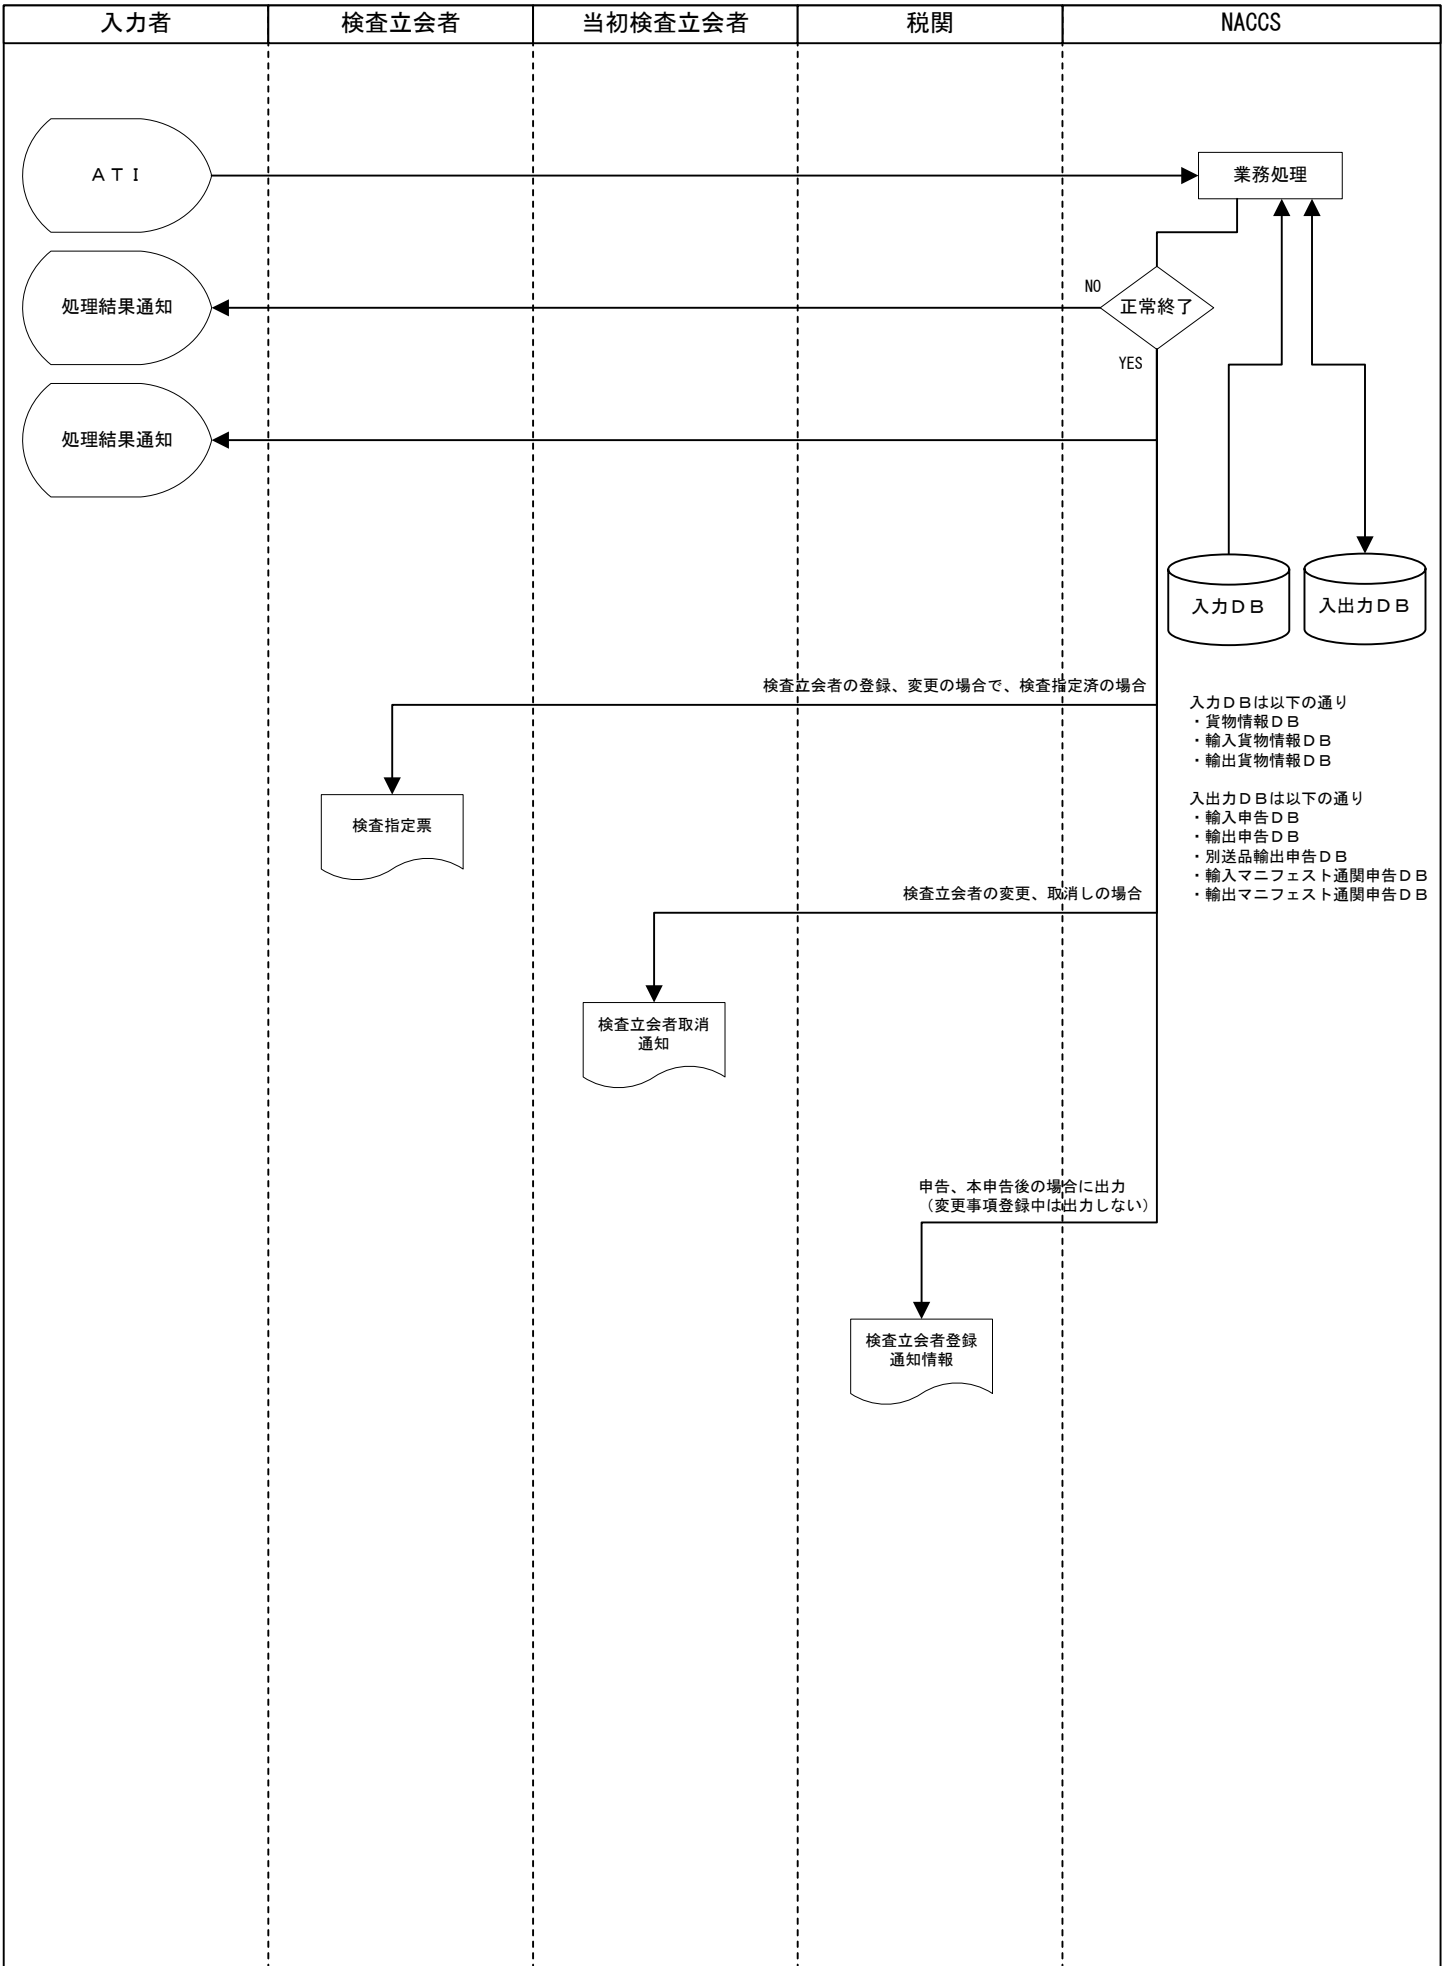 入力者
検査立会者
当初検査立会者
税関
NACCS
ＡＴＩ
業務処理
処理結果通知
NO
正常終了
YES
処理結果通知
入力ＤＢ
入出力ＤＢ
検査立会者の登録、変更の場合で、検査指定済の場合
入力ＤＢは以下の通り
・貨物情報ＤＢ
・輸入貨物情報ＤＢ
・輸出貨物情報ＤＢ
入出力ＤＢは以下の通り
・輸入申告ＤＢ
・輸出申告ＤＢ
・別送品輸出申告ＤＢ
・輸入マニフェスト通関申告ＤＢ
・輸出マニフェスト通関申告ＤＢ
検査指定票
検査立会者の変更、取消しの場合
検査立会者取消
通知
申告、本申告後の場合に出力
（変更事項登録中は出力しない）
検査立会者登録
通知情報